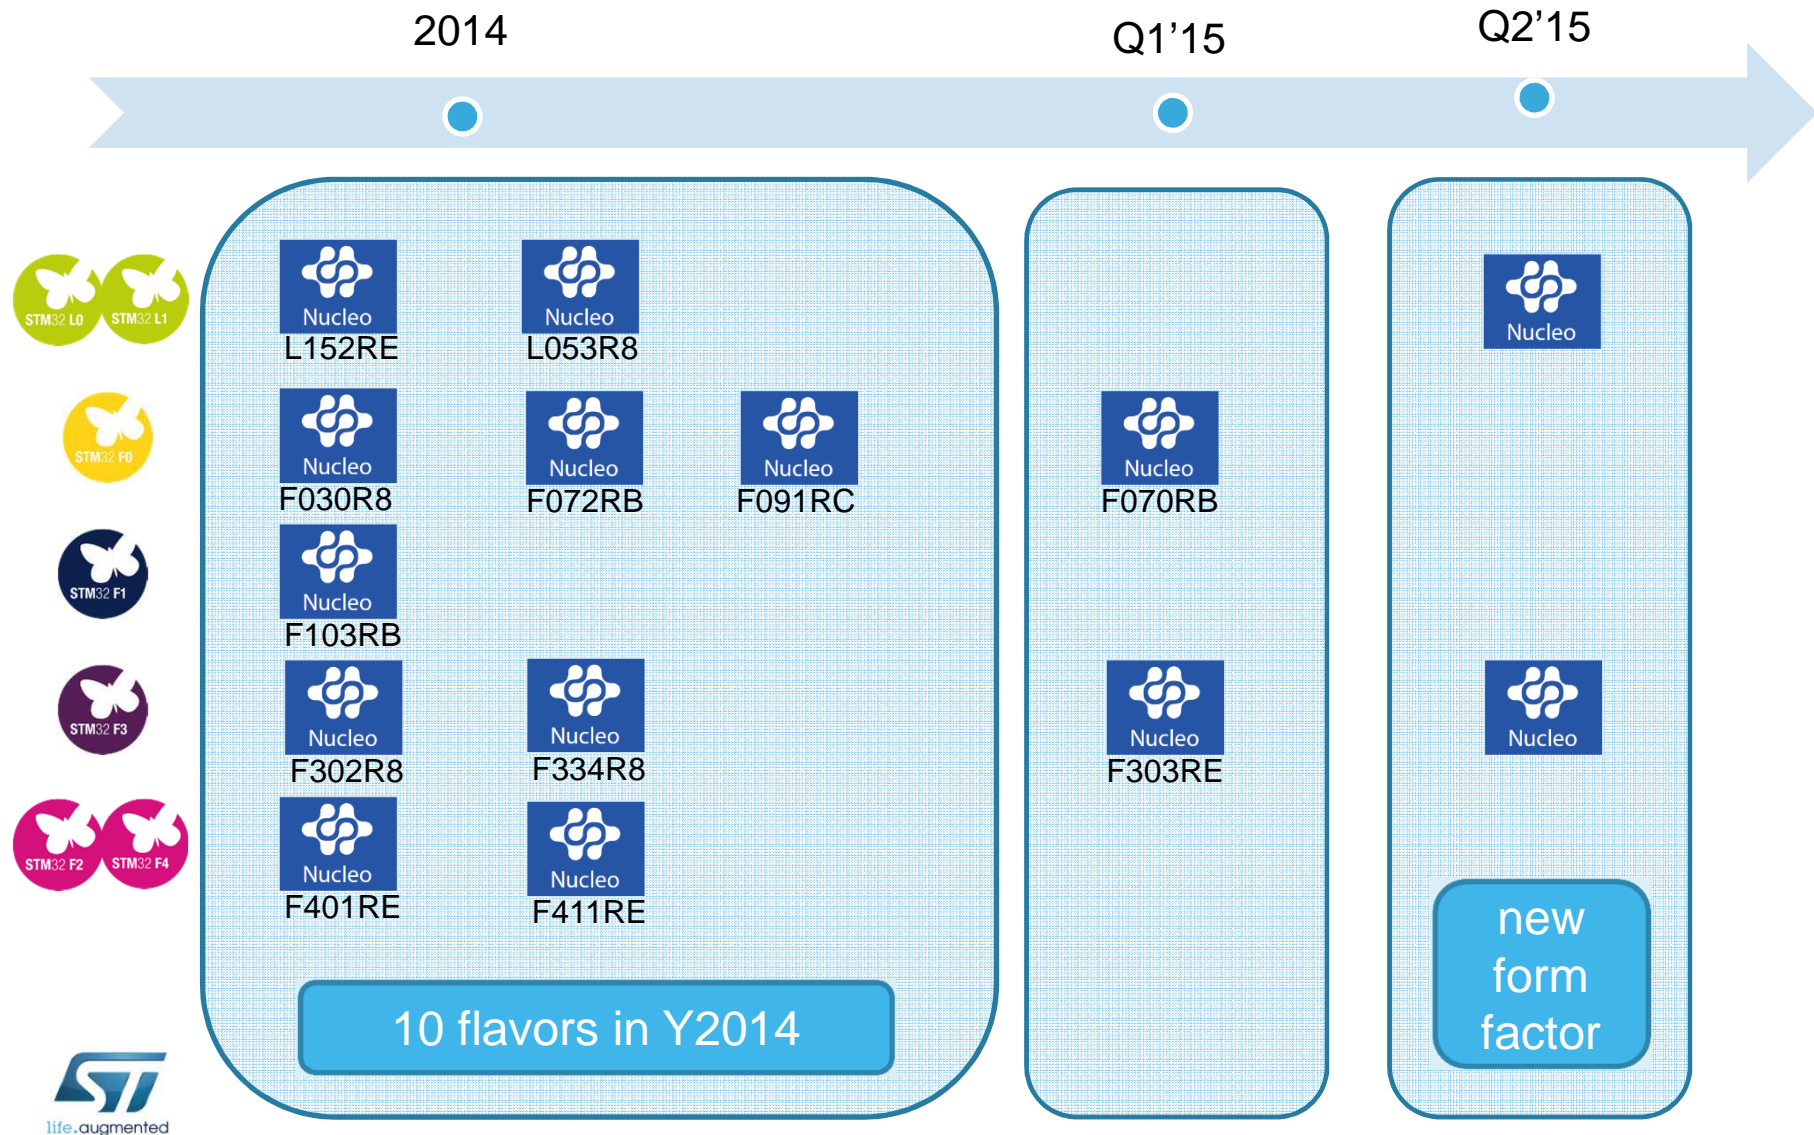 2014
Q1’15
Q2’15
STM32 L0
STM32 L1
Nucleo
L152RE
Nucleo
L053R8
Nucleo
STM32 F0
Nucleo
F030R8
Nucleo
F072RB
Nucleo
F091RC
Nucleo
F070RB
STM32 F1
Nucleo
F103RB
STM32 F3
Nucleo
F302R8
Nucleo
F334R8
Nucleo
F303RE
Nucleo
STM32 F2
STM32 F4
Nucleo
F401RE
Nucleo
F411RE
new
form
factor
10 flavors in Y2014
ST
life.augmented